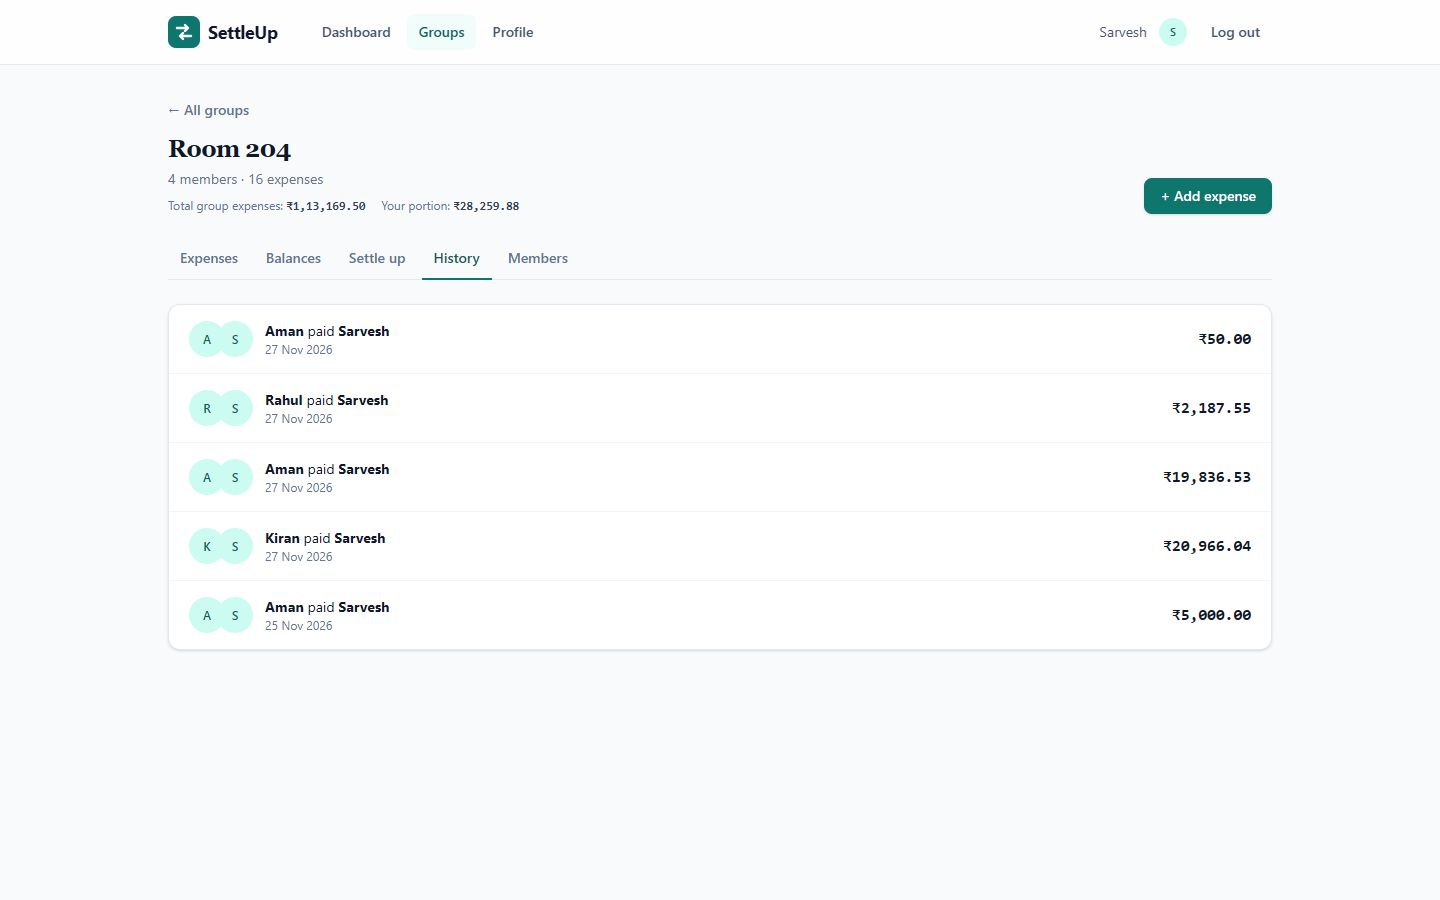 SettleUp Dashboard Groups Profile Sarvesh S Log out
← All groups
Room 204
4 members · 16 expenses
Total group expenses: ₹1,13,169.50 Your portion: ₹28,259.88
+ Add expense
Expenses Balances Settle up History Members
A S Aman paid Sarvesh ₹50.00
27 Nov 2026
R S Rahul paid Sarvesh ₹2,187.55
27 Nov 2026
A S Aman paid Sarvesh ₹19,836.53
27 Nov 2026
K S Kiran paid Sarvesh ₹20,966.04
27 Nov 2026
A S Aman paid Sarvesh ₹5,000.00
25 Nov 2026